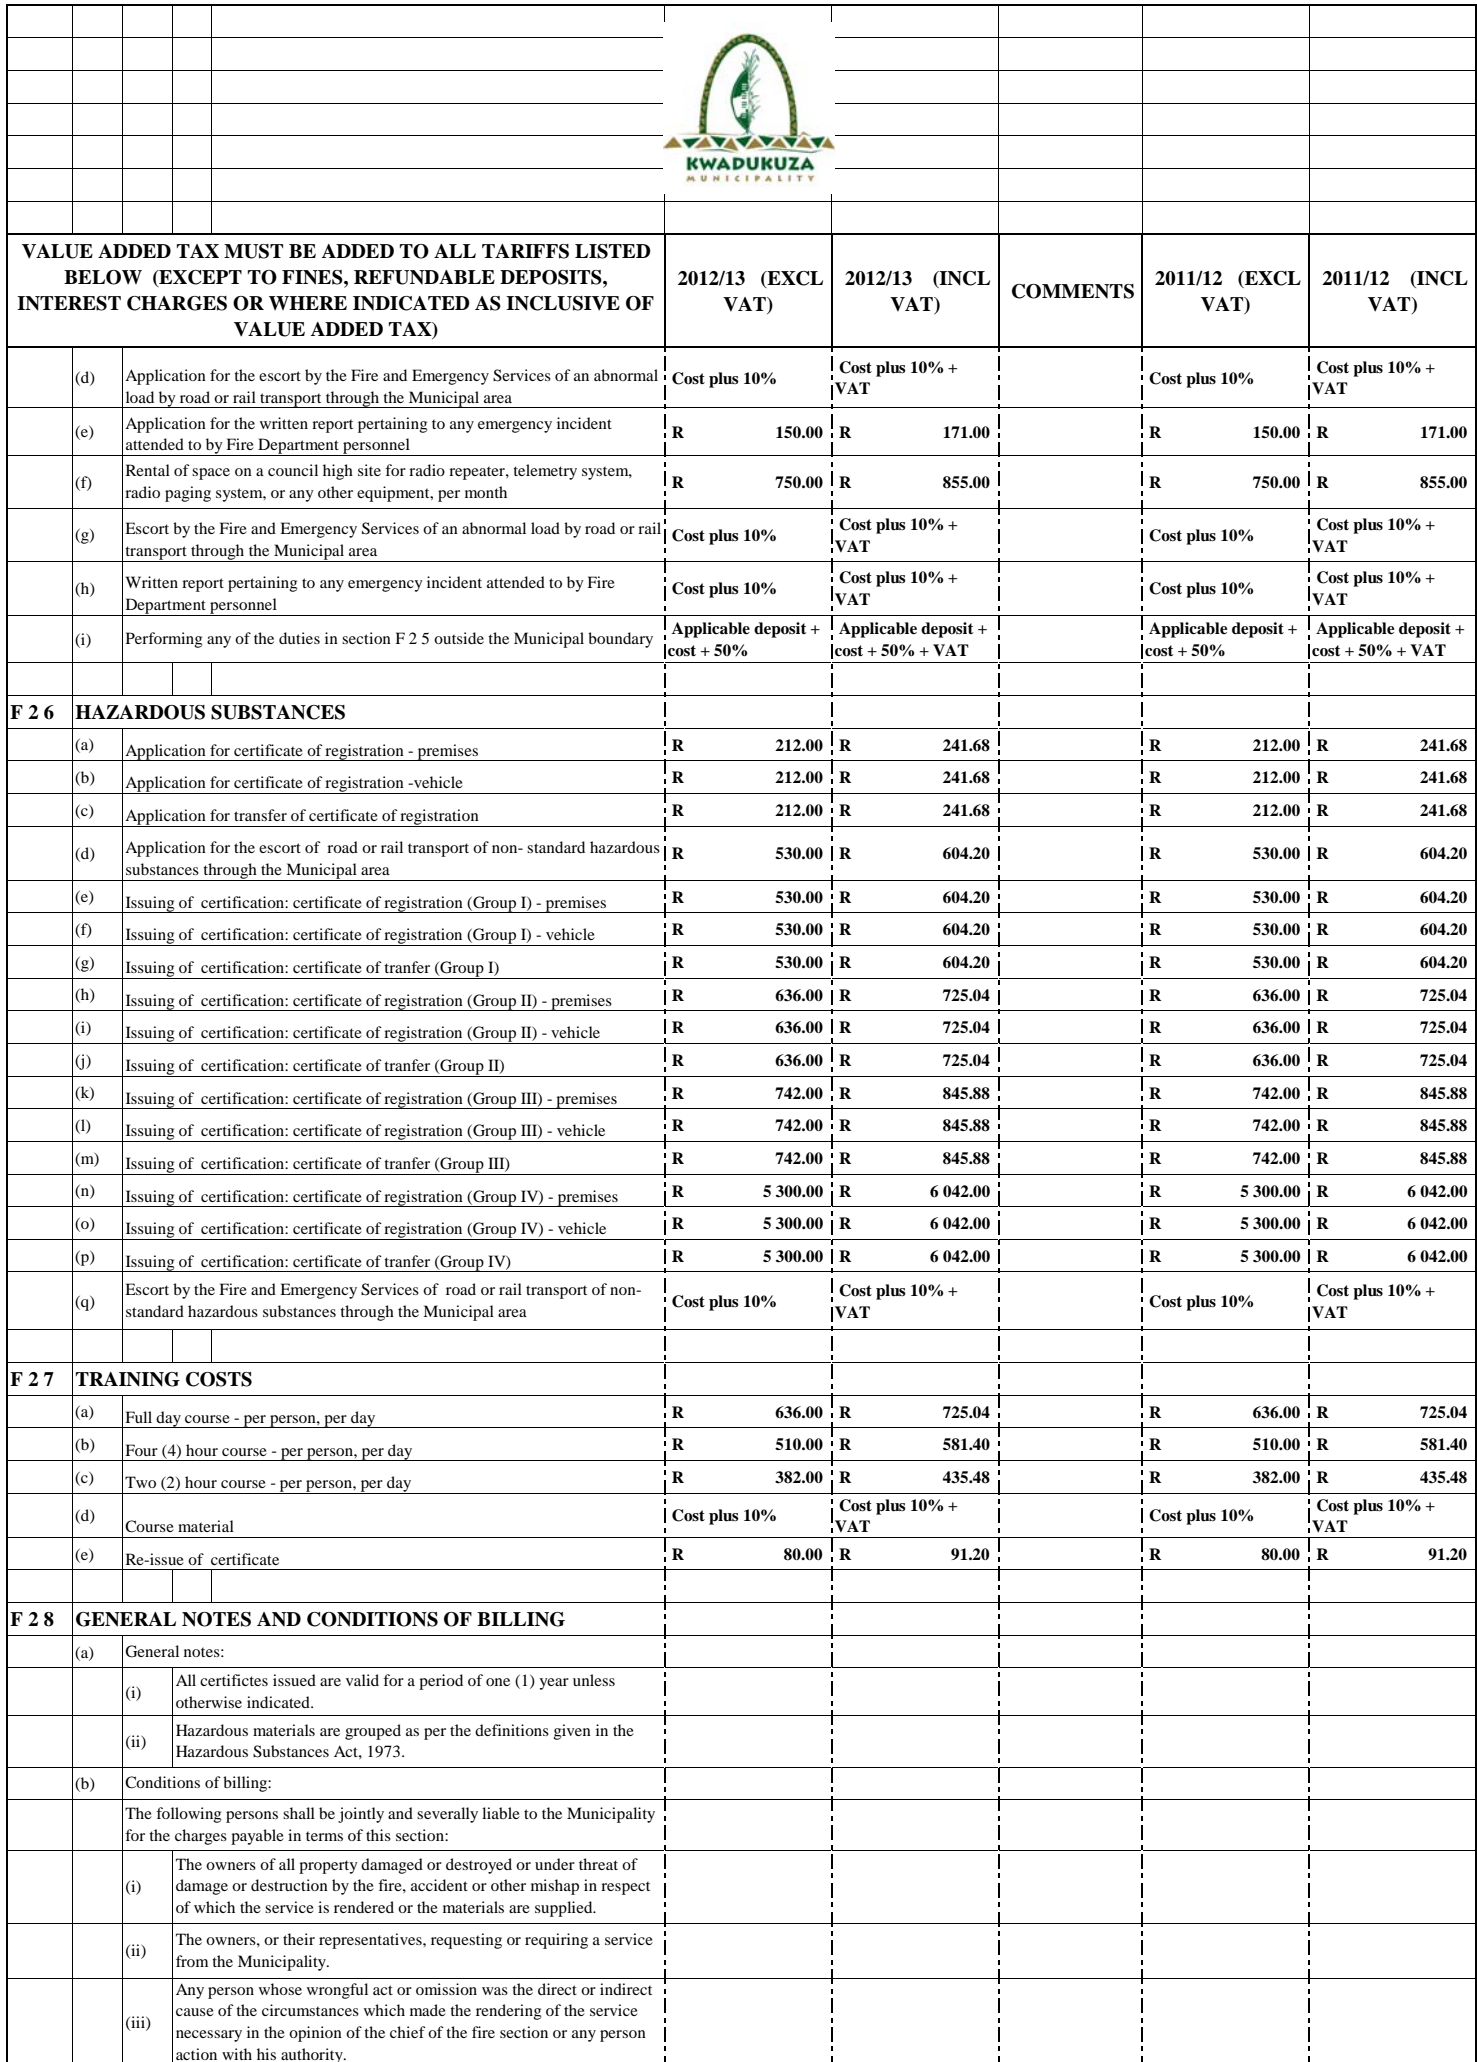 KWADUKUZA
MUNICIPALITY
VALUE ADDED TAX MUST BE ADDED TO ALL TARIFFS LISTED
BELOW (EXCEPT TO FINES, REFUNDABLE DEPOSITS,
INTEREST CHARGES OR WHERE INDICATED AS INCLUSIVE OF
VALUE ADDED TAX)
2012/13 (EXCL
VAT)
2012/13 (INCL
VAT)
COMMENTS
2011/12 (EXCL
VAT)
2011/12 (INCL
VAT)
(d) Application for the escort by the Fire and Emergency Services of an abnormal
load by road or rail transport through the Municipal area
Cost plus 10%
Cost plus 10% +
VAT
Cost plus 10%
Cost plus 10% +
VAT
(e) Application for the written report pertaining to any emergency incident
attended to by Fire Department personnel
R 150.00 R 171.00 R 150.00 R 171.00
(f) Rental of space on a council high site for radio repeater, telemetry system,
radio paging system, or any other equipment, per month
R 750.00 R 855.00 R 750.00 R 855.00
(g) Escort by the Fire and Emergency Services of an abnormal load by road or rail
transport through the Municipal area
Cost plus 10%
Cost plus 10% +
VAT
Cost plus 10%
Cost plus 10% +
VAT
(h) Written report pertaining to any emergency incident attended to by Fire
Department personnel
Cost plus 10%
Cost plus 10% +
VAT
Cost plus 10%
Cost plus 10% +
VAT
(i) Performing any of the duties in section F 2 5 outside the Municipal boundary
Applicable deposit +
cost + 50%
Applicable deposit +
cost + 50% + VAT
Applicable deposit +
cost + 50%
Applicable deposit +
cost + 50% + VAT
F 2 6 HAZARDOUS SUBSTANCES
(a) Application for certificate of registration - premises R 212.00 R 241.68 R 212.00 R 241.68
(b) Application for certificate of registration -vehicle R 212.00 R 241.68 R 212.00 R 241.68
(c) Application for transfer of certificate of registration R 212.00 R 241.68 R 212.00 R 241.68
(d) Application for the escort of road or rail transport of non- standard hazardous
substances through the Municipal area
R 530.00 R 604.20 R 530.00 R 604.20
(e) Issuing of certification: certificate of registration (Group I) - premises R 530.00 R 604.20 R 530.00 R 604.20
(f) Issuing of certification: certificate of registration (Group I) - vehicle R 530.00 R 604.20 R 530.00 R 604.20
(g) Issuing of certification: certificate of tranfer (Group I) R 530.00 R 604.20 R 530.00 R 604.20
(h) Issuing of certification: certificate of registration (Group II) - premises R 636.00 R 725.04 R 636.00 R 725.04
(i) Issuing of certification: certificate of registration (Group II) - vehicle R 636.00 R 725.04 R 636.00 R 725.04
(j) Issuing of certification: certificate of tranfer (Group II) R 636.00 R 725.04 R 636.00 R 725.04
(k) Issuing of certification: certificate of registration (Group III) - premises R 742.00 R 845.88 R 742.00 R 845.88
(l) Issuing of certification: certificate of registration (Group III) - vehicle R 742.00 R 845.88 R 742.00 R 845.88
(m) Issuing of certification: certificate of tranfer (Group III) R 742.00 R 845.88 R 742.00 R 845.88
(n) Issuing of certification: certificate of registration (Group IV) - premises R 5 300.00 R 6 042.00 R 5 300.00 R 6 042.00
(o) Issuing of certification: certificate of registration (Group IV) - vehicle R 5 300.00 R 6 042.00 R 5 300.00 R 6 042.00
(p) Issuing of certification: certificate of tranfer (Group IV) R 5 300.00 R 6 042.00 R 5 300.00 R 6 042.00
(q) Escort by the Fire and Emergency Services of road or rail transport of non-
standard hazardous substances through the Municipal area
Cost plus 10%
Cost plus 10% +
VAT
Cost plus 10%
Cost plus 10% +
VAT
F 2 7 TRAINING COSTS
(a) Full day course - per person, per day R 636.00 R 725.04 R 636.00 R 725.04
(b) Four (4) hour course - per person, per day R 510.00 R 581.40 R 510.00 R 581.40
(c) Two (2) hour course - per person, per day R 382.00 R 435.48 R 382.00 R 435.48
(d) Course material
Cost plus 10%
Cost plus 10% +
VAT
Cost plus 10%
Cost plus 10% +
VAT
(e) Re-issue of certificate R 80.00 R 91.20 R 80.00 R 91.20
F 2 8 GENERAL NOTES AND CONDITIONS OF BILLING
(a) General notes:
(i) All certifictes issued are valid for a period of one (1) year unless
otherwise indicated.
(ii) Hazardous materials are grouped as per the definitions given in the
Hazardous Substances Act, 1973.
(b) Conditions of billing:
The following persons shall be jointly and severally liable to the Municipality
for the charges payable in terms of this section:
(i) The owners of all property damaged or destroyed or under threat of
damage or destruction by the fire, accident or other mishap in respect
of which the service is rendered or the materials are supplied.
(ii) The owners, or their representatives, requesting or requiring a service
from the Municipality.
(iii) Any person whose wrongful act or omission was the direct or indirect
cause of the circumstances which made the rendering of the service
necessary in the opinion of the chief of the fire section or any person
action with his authority.